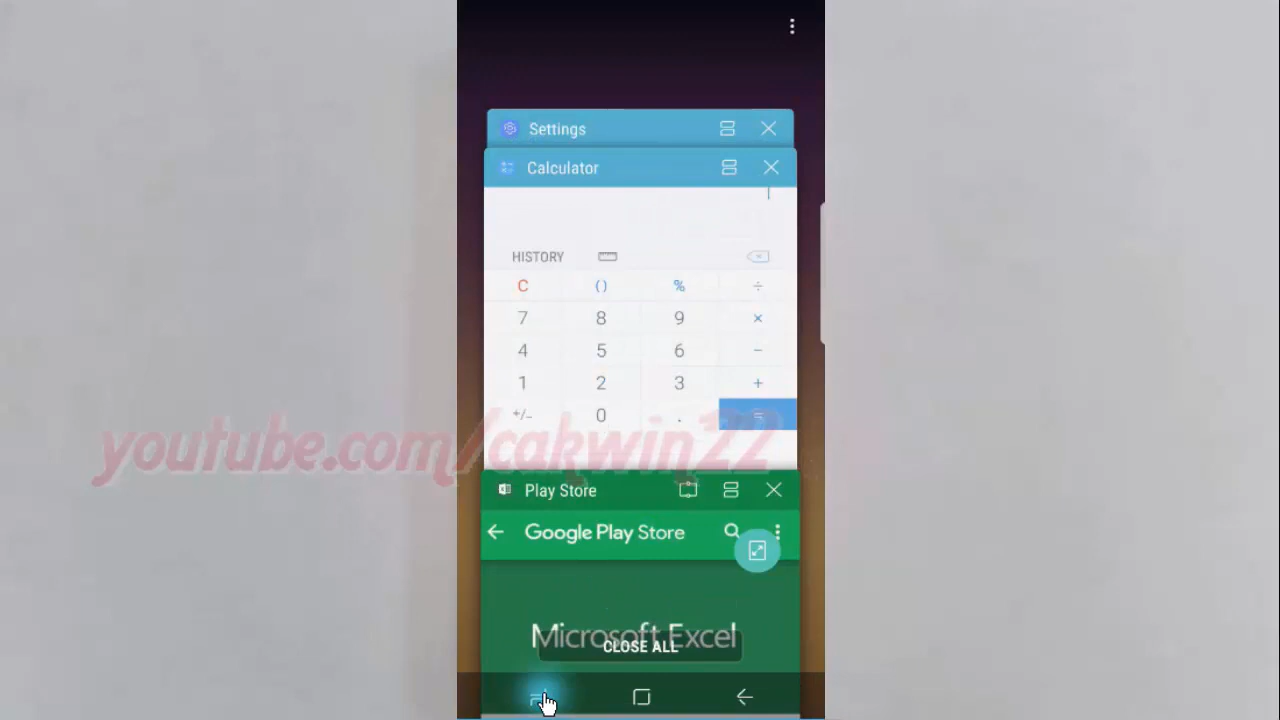 Settings
Calculator
HISTORY
C () % ÷
7 8 9 ×
4 5 6 −
1 2 3 +
+/− 0 . =
youtube.com/cakwin22
Play Store
Google Play Store
Microsoft Excel
CLOSE ALL